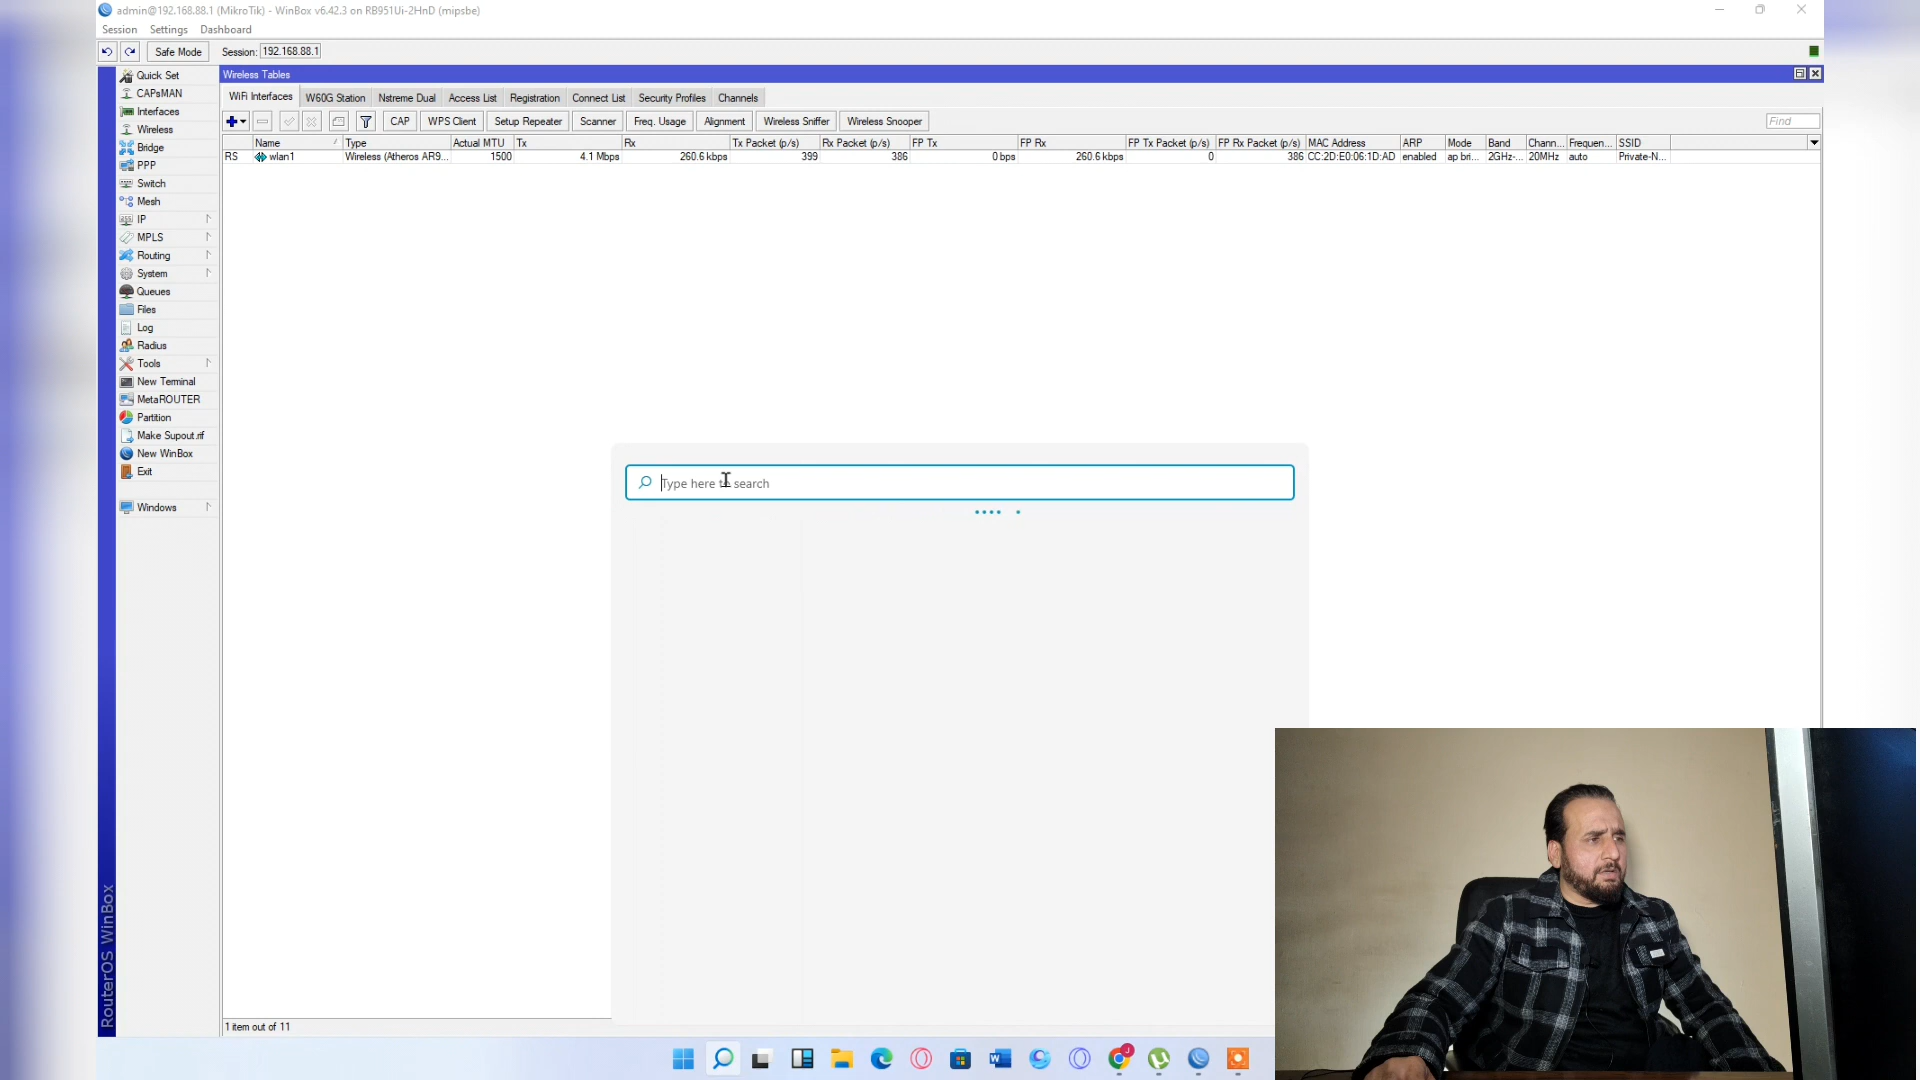 admin@192.168.88.1 (MikroTik) - WinBox v6.42.3 on RB951Ui-2HnD (mipsbe)
Session Settings Dashboard
Safe Mode Session: 192.168.88.1
Wireless Tables
WiFi Interfaces W60G Station Nstreme Dual Access List Registration Connect List Security Profiles Channels
CAP WPS Client Setup Repeater Scanner Freq. Usage Alignment Wireless Sniffer Wireless Snooper Find
Name Type Actual MTU Tx Rx Tx Packet (p/s) Rx Packet (p/s) FP Tx FP Rx FP Tx Packet (p/s) FP Rx Packet (p/s) MAC Address ARP Mode Band Chann... Frequen... SSID
RS wlan1 Wireless (Atheros AR9... 1500 4.1 Mbps 260.6 kbps 399 386 0 bps 260.6 kbps 0 386 CC:2D:E0:06:1D:AD enabled ap bri... 2GHz-... 20MHz auto Private-N...
Quick Set
CAPsMAN
Interfaces
Wireless
Bridge
PPP
Switch
Mesh
IP
MPLS
Routing
System
Queues
Files
Log
Radius
Tools
New Terminal
MetaROUTER
Partition
Make Supout.rif
New WinBox
Exit
Windows
RouterOS WinBox
Type here to search
1 item out of 11
J